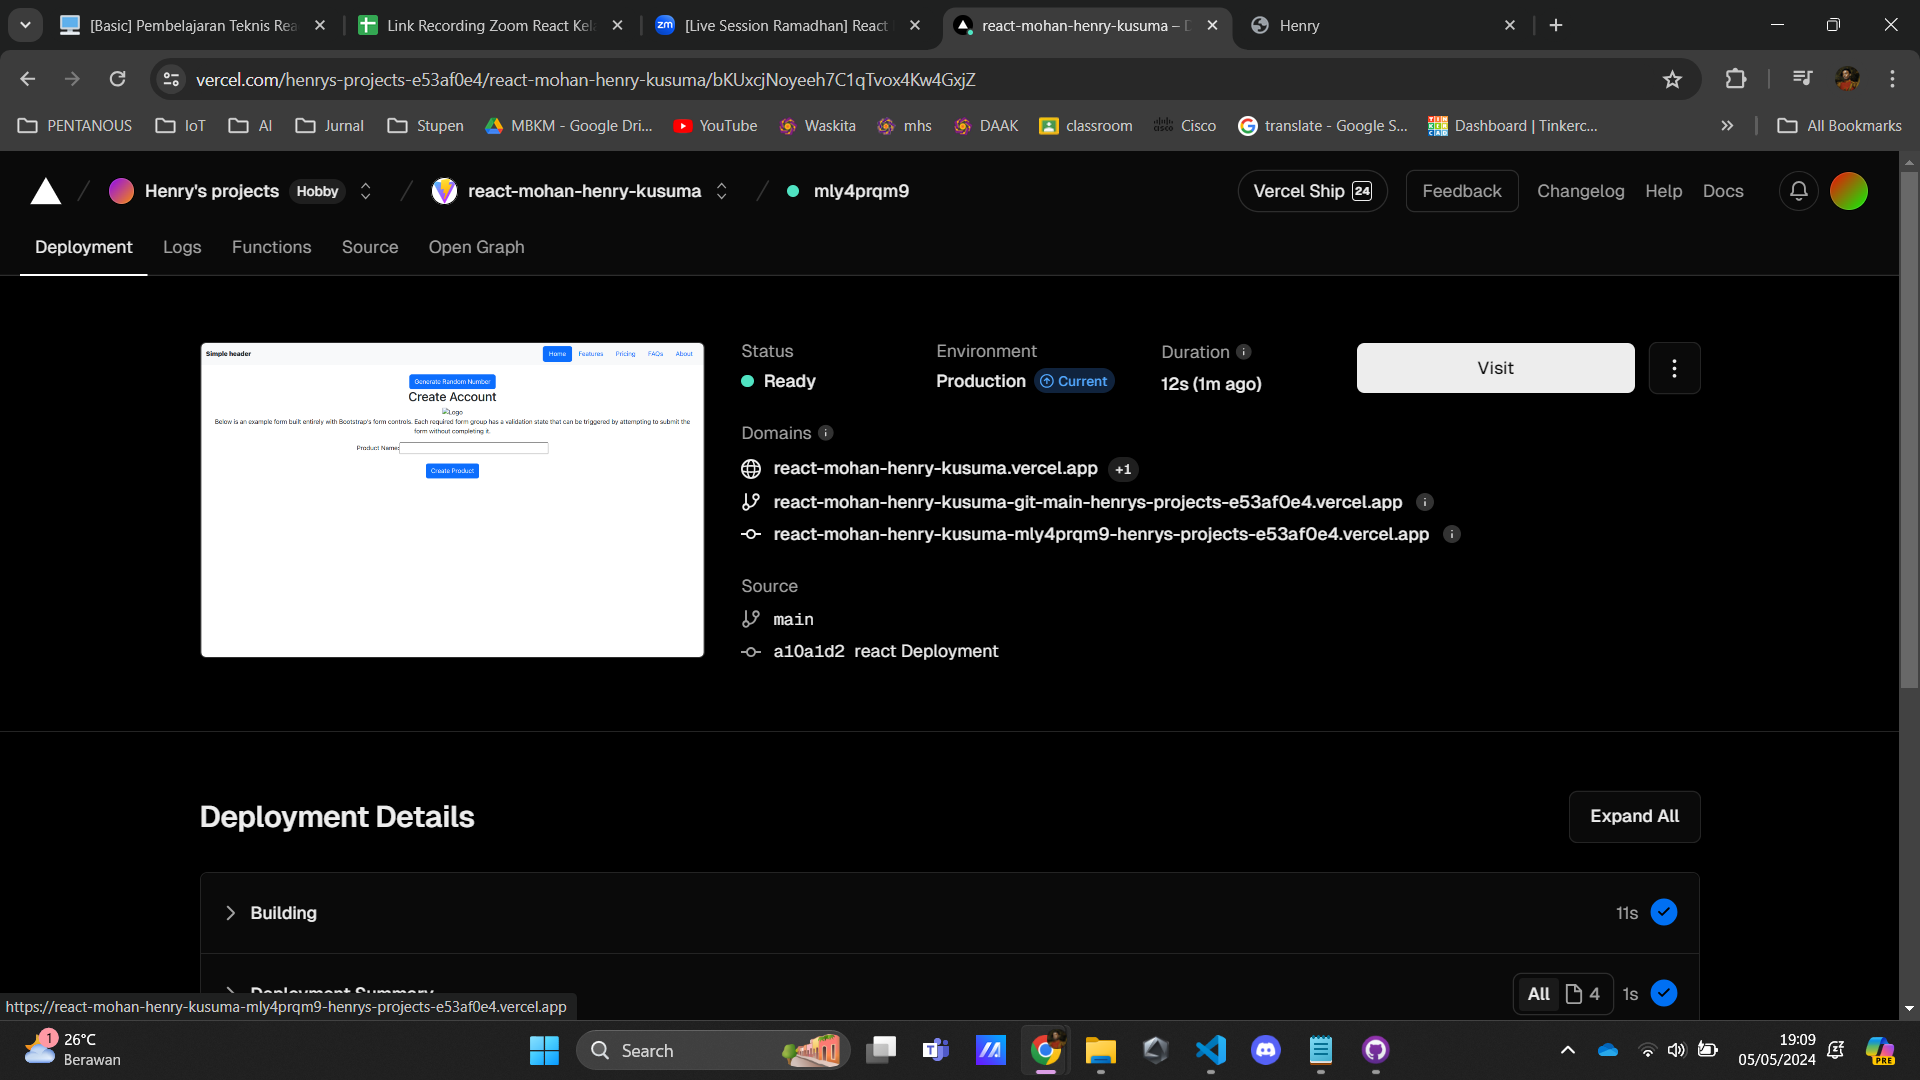 [Basic] Pembelajaran Teknis Rea
Link Recording Zoom React Kela
zm
[Live Session Ramadhan] React
react-mohan-henry-kusuma – D
Henry
vercel.com/henrys-projects-e53af0e4/react-mohan-henry-kusuma/bKUxcjNoyeeh7C1qTvox4Kw4GxjZ
PENTANOUS
IoT
AI
Jurnal
Stupen
MBKM - Google Dri...
YouTube
Waskita
mhs
DAAK
classroom
Cisco
translate - Google S...
Dashboard | Tinkerc...
All Bookmarks
Henry's projects
Hobby
react-mohan-henry-kusuma
mly4prqm9
Vercel Ship 24
Feedback
Changelog
Help
Docs
Deployment
Logs
Functions
Source
Open Graph
Simple header
Home
Features
Pricing
FAQs
About
Generate Random Number
Create Account
Logo
Below is an example form built entirely with Bootstrap's form controls. Each required form group has a validation state that can be triggered by attempting to submit the
form without completing it.
Product Name:
Create Product
Status
Ready
Environment
Production
Current
Duration
12s (1m ago)
Visit
Domains
react-mohan-henry-kusuma.vercel.app
+1
react-mohan-henry-kusuma-git-main-henrys-projects-e53af0e4.vercel.app
react-mohan-henry-kusuma-mly4prqm9-henrys-projects-e53af0e4.vercel.app
Source
main
a10a1d2 react Deployment
Deployment Details
Expand All
Building
11s
Deployment Summary
All
4
1s
https://react-mohan-henry-kusuma-mly4prqm9-henrys-projects-e53af0e4.vercel.app
1
26°C
Berawan
Search
19:09
05/05/2024
PRE